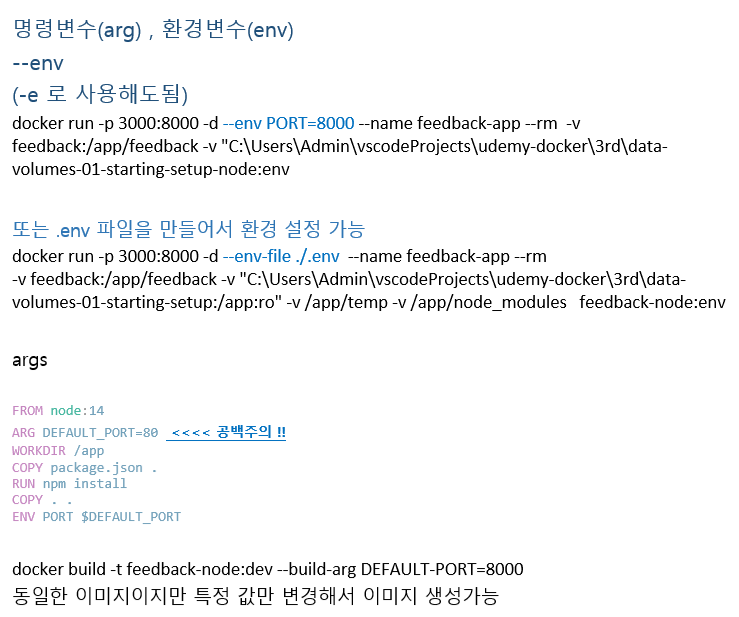 명령변수(arg) , 환경변수(env)
--env
(-e 로 사용해도됨)
docker run -p 3000:8000 -d --env PORT=8000 --name feedback-app --rm  -v
feedback:/app/feedback -v "C:\Users\Admin\vscodeProjects\udemy-docker\3rd\data-
volumes-01-starting-setup-node:env
또는 .env 파일을 만들어서 환경 설정 가능
docker run -p 3000:8000 -d --env-file ./.env  --name feedback-app --rm
-v feedback:/app/feedback -v "C:\Users\Admin\vscodeProjects\udemy-docker\3rd\data-
volumes-01-starting-setup:/app:ro" -v /app/temp -v /app/node_modules   feedback-node:env
args
FROM node:14
ARG DEFAULT_PORT=80  <<<< 공백주의 !!
WORKDIR /app
COPY package.json .
RUN npm install
COPY . .
ENV PORT $DEFAULT_PORT
docker build -t feedback-node:dev --build-arg DEFAULT-PORT=8000
동일한 이미지이지만 특정 값만 변경해서 이미지 생성가능